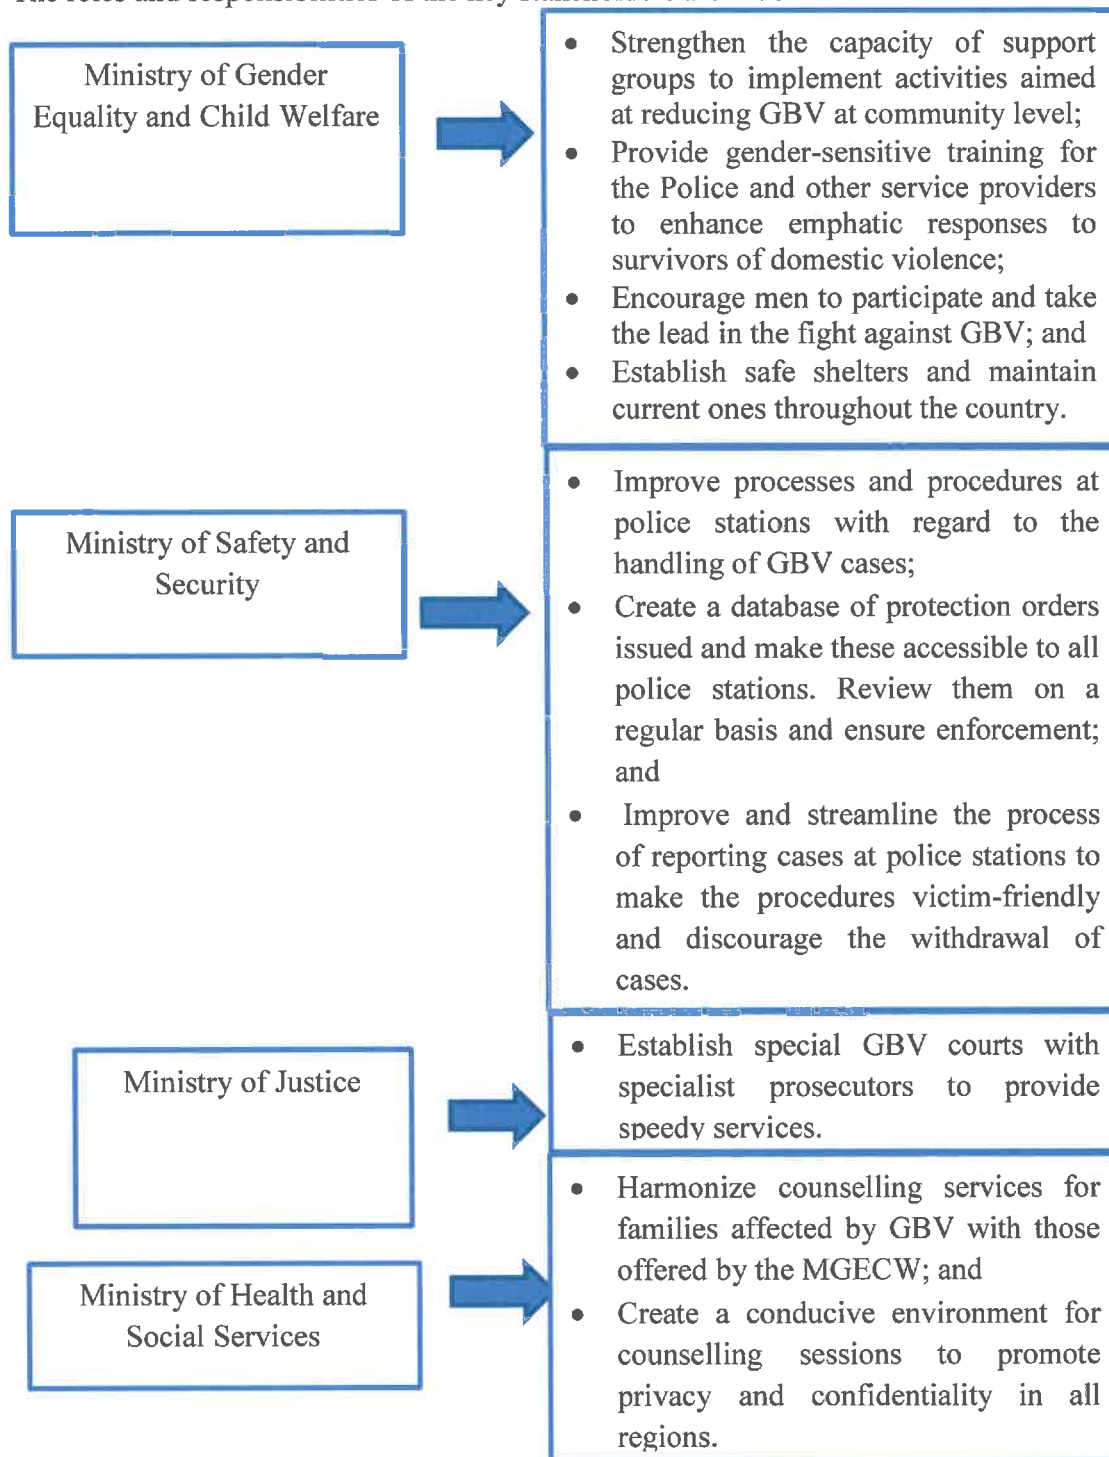 Ministry of Gender
Equality and Child Welfare
• Strengthen the capacity of support
groups to implement activities aimed
at reducing GBV at community level;
• Provide gender-sensitive training for
the Police and other service providers
to enhance emphatic responses to
survivors of domestic violence;
• Encourage men to participate and take
the lead in the fight against GBV; and
• Establish safe shelters and maintain
current ones throughout the country.
Ministry of Safety and
Security
• Improve processes and procedures at
police stations with regard to the
handling of GBV cases;
• Create a database of protection orders
issued and make these accessible to all
police stations. Review them on a
regular basis and ensure enforcement;
and
• Improve and streamline the process
of reporting cases at police stations to
make the procedures victim-friendly
and discourage the withdrawal of
cases.
Ministry of Justice
• Establish special GBV courts with
specialist prosecutors to provide
speedy services.
Ministry of Health and
Social Services
• Harmonize counselling services for
families affected by GBV with those
offered by the MGECW; and
• Create a conducive environment for
counselling sessions to promote
privacy and confidentiality in all
regions.